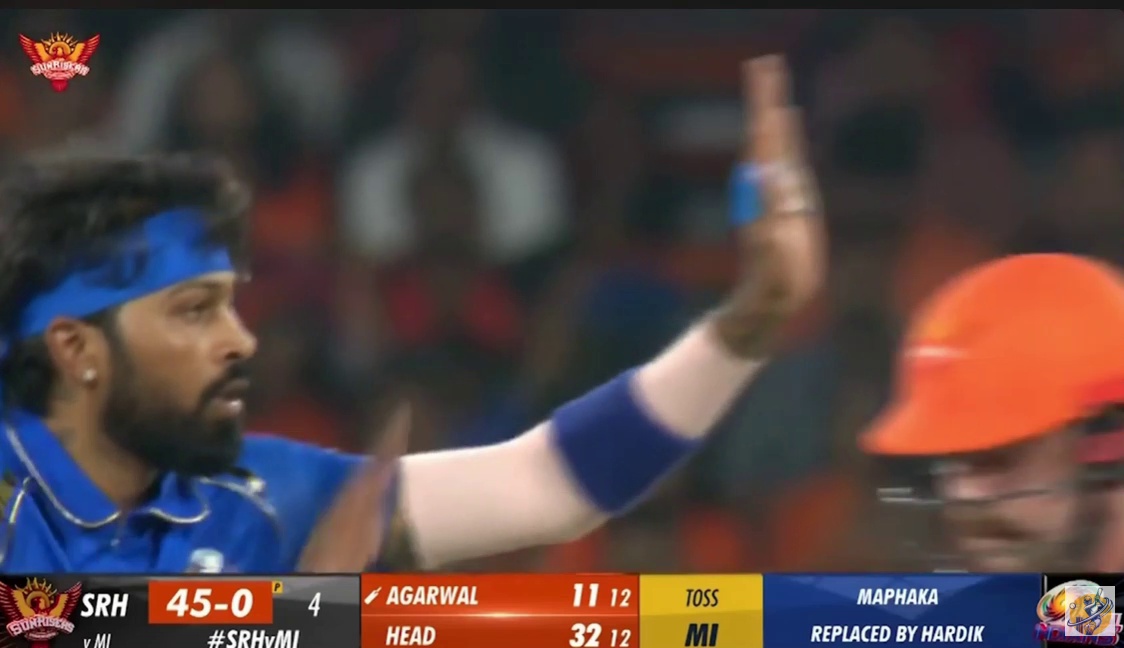 SUNRISERS
SRH
v MI
45-0
P
4
#SRHvMI
AGARWAL 11 12
HEAD 32 12
TOSS
MI
MAPHAKA
REPLACED BY HARDIK
SUNRISERS